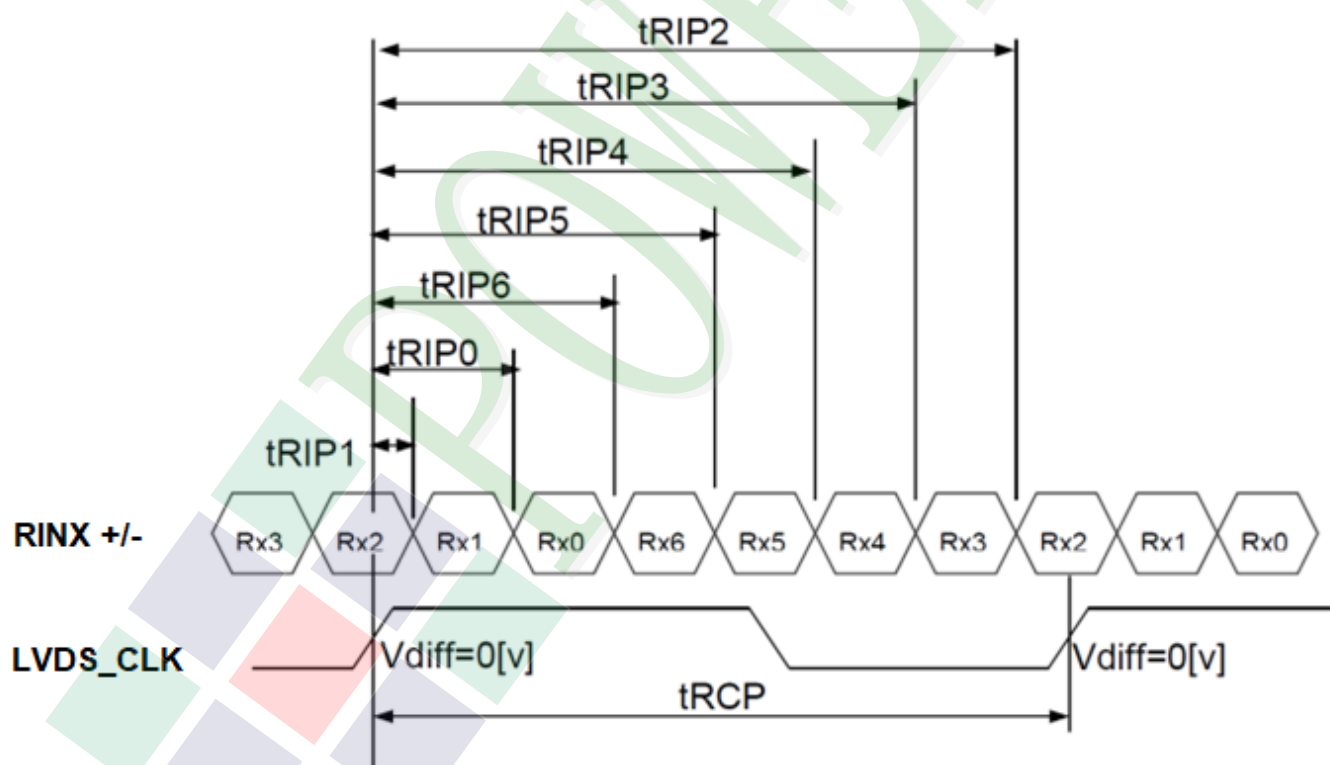 tRIP2
tRIP3
tRIP4
tRIP5
tRIP6
tRIP0
tRIP1
RINX +/- Rx3 Rx2 Rx1 Rx0 Rx6 Rx5 Rx4 Rx3 Rx2 Rx1 Rx0
LVDS_CLK Vdiff=0[v] Vdiff=0[v]
tRCP